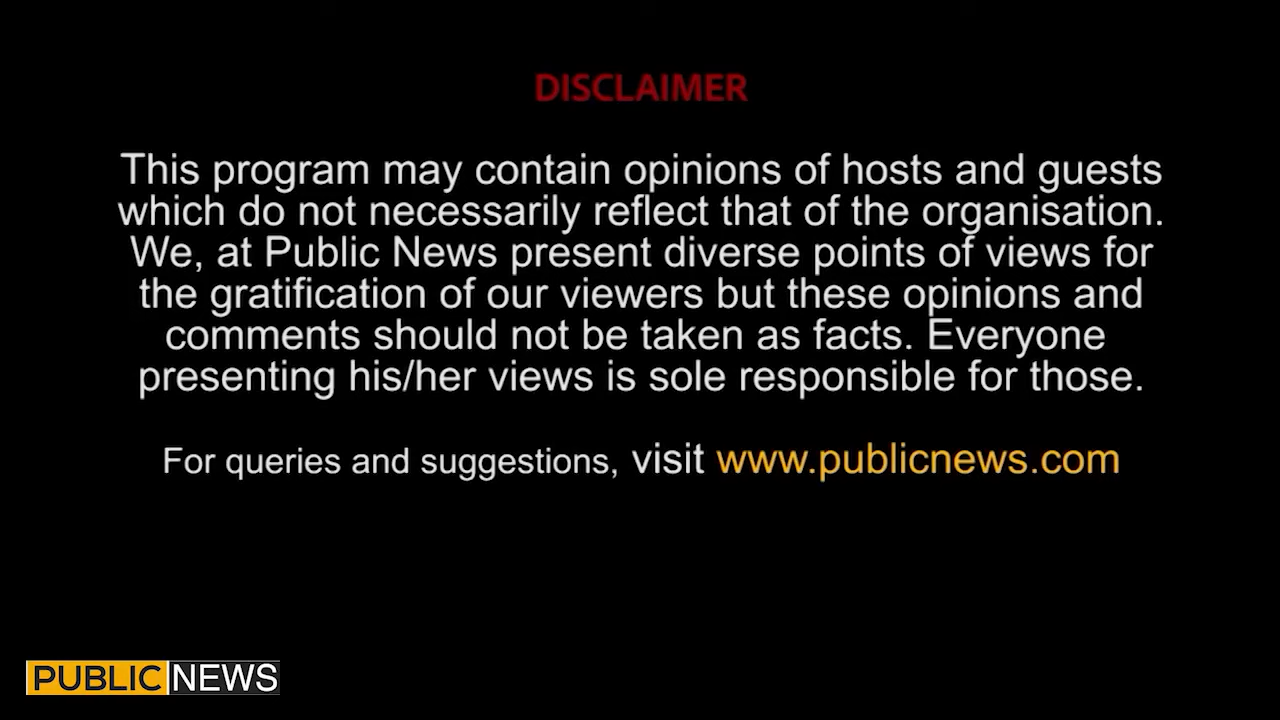 DISCLAIMER
This program may contain opinions of hosts and guests
which do not necessarily reflect that of the organisation.
We, at Public News present diverse points of views for
the gratification of our viewers but these opinions and
comments should not be taken as facts. Everyone
presenting his/her views is sole responsible for those.
For queries and suggestions, visit www.publicnews.com
PUBLIC NEWS